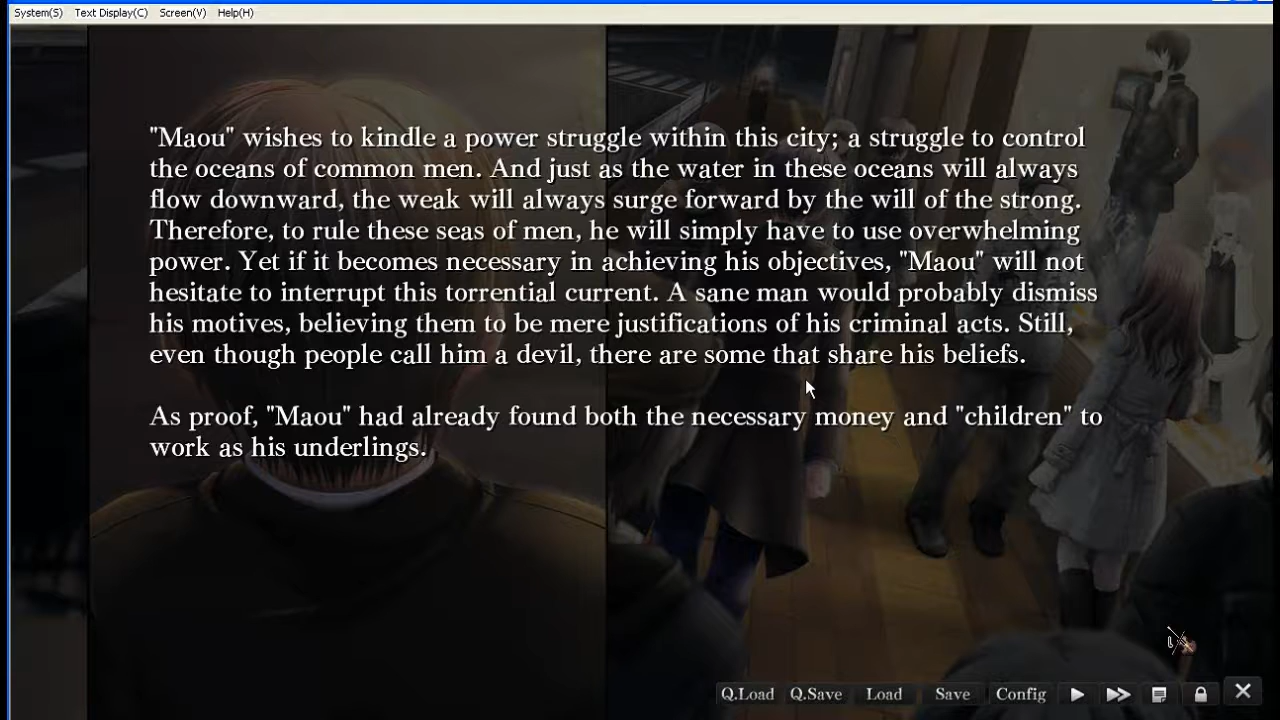 System(S) Text Display(C) Screen(V) Help(H)
"Maou" wishes to kindle a power struggle within this city; a struggle to control
the oceans of common men. And just as the water in these oceans will always
flow downward, the weak will always surge forward by the will of the strong.
Therefore, to rule these seas of men, he will simply have to use overwhelming
power. Yet if it becomes necessary in achieving his objectives, "Maou" will not
hesitate to interrupt this torrential current. A sane man would probably dismiss
his motives, believing them to be mere justifications of his criminal acts. Still,
even though people call him a devil, there are some that share his beliefs.
As proof, "Maou" had already found both the necessary money and "children" to
work as his underlings.
Q.Load Q.Save Load Save Config